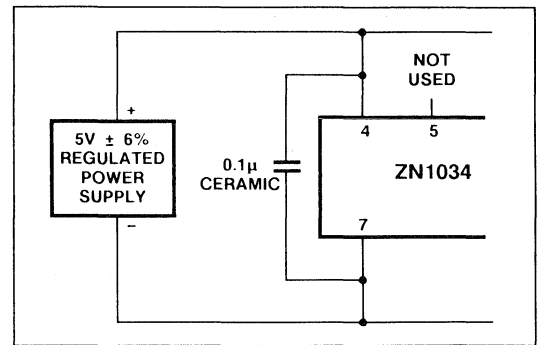 NOT
USED
+
4
5
5V ± 6%
REGULATED
POWER
SUPPLY
0.1μ
CERAMIC
ZN1034
7
−